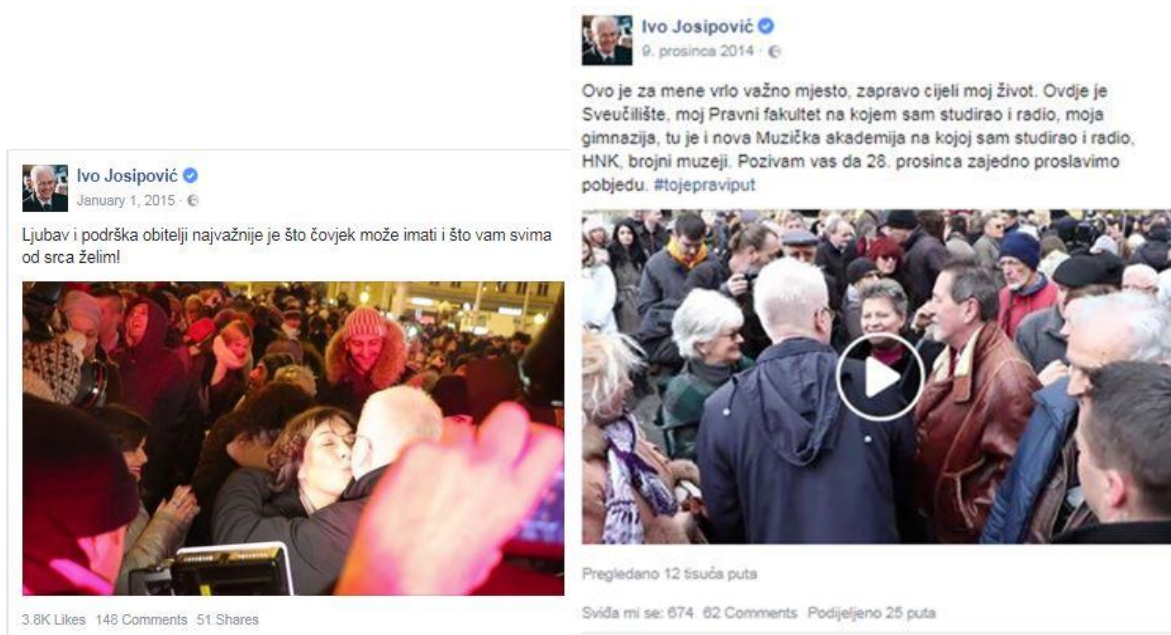 Ivo Josipović
January 1, 2015
Ljubav i podrška obitelji najvažnije je što čovjek može imati i što vam svima
od srca želim!
3.8K Likes 148 Comments 51 Shares
Ivo Josipović
9. prosinca 2014
Ovo je za mene vrlo važno mjesto, zapravo cijeli moj život. Ovdje je
Sveučilište, moj Pravni fakultet na kojem sam studirao i radio, moja
gimnazija, tu je i nova Muzička akademija na kojoj sam studirao i radio,
HNK, brojni muzeji. Pozivam vas da 28. prosinca zajedno proslavimo
pobjedu. #tojepraviput
Pregledano 12 tisuća puta
Sviđa mi se: 674 62 Comments Podijeljeno 25 puta